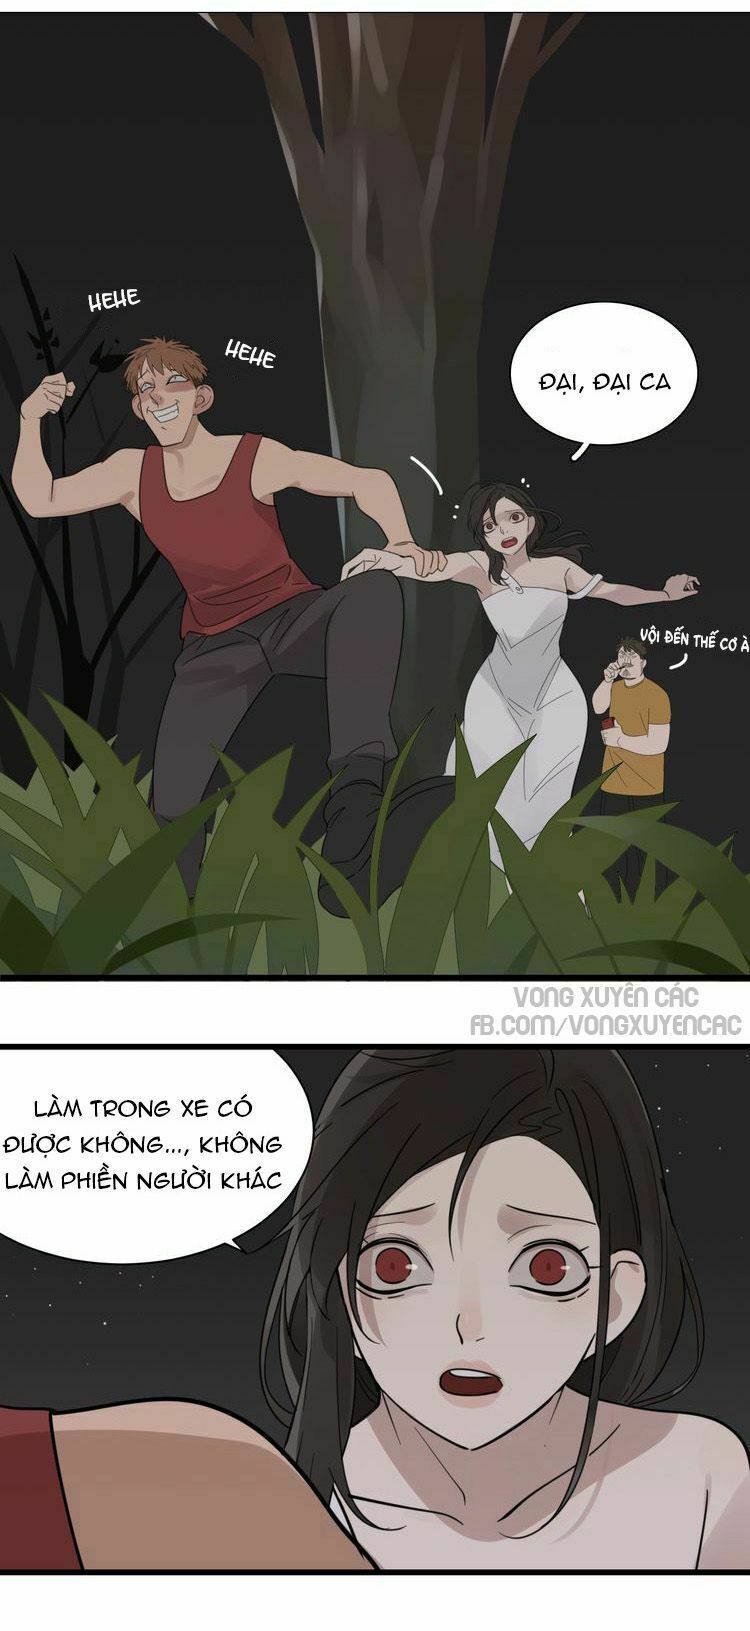 HEHE
HEHE
ĐẠI, ĐẠI CA
VỘI ĐẾN THẾ CƠ À
VONG XUYÊN CÁC
FB.COM/VONGXUYENCAC
LÀM TRONG XE CÓ
ĐƯỢC KHÔNG..., KHÔNG
LÀM PHIỀN NGƯỜI KHÁC